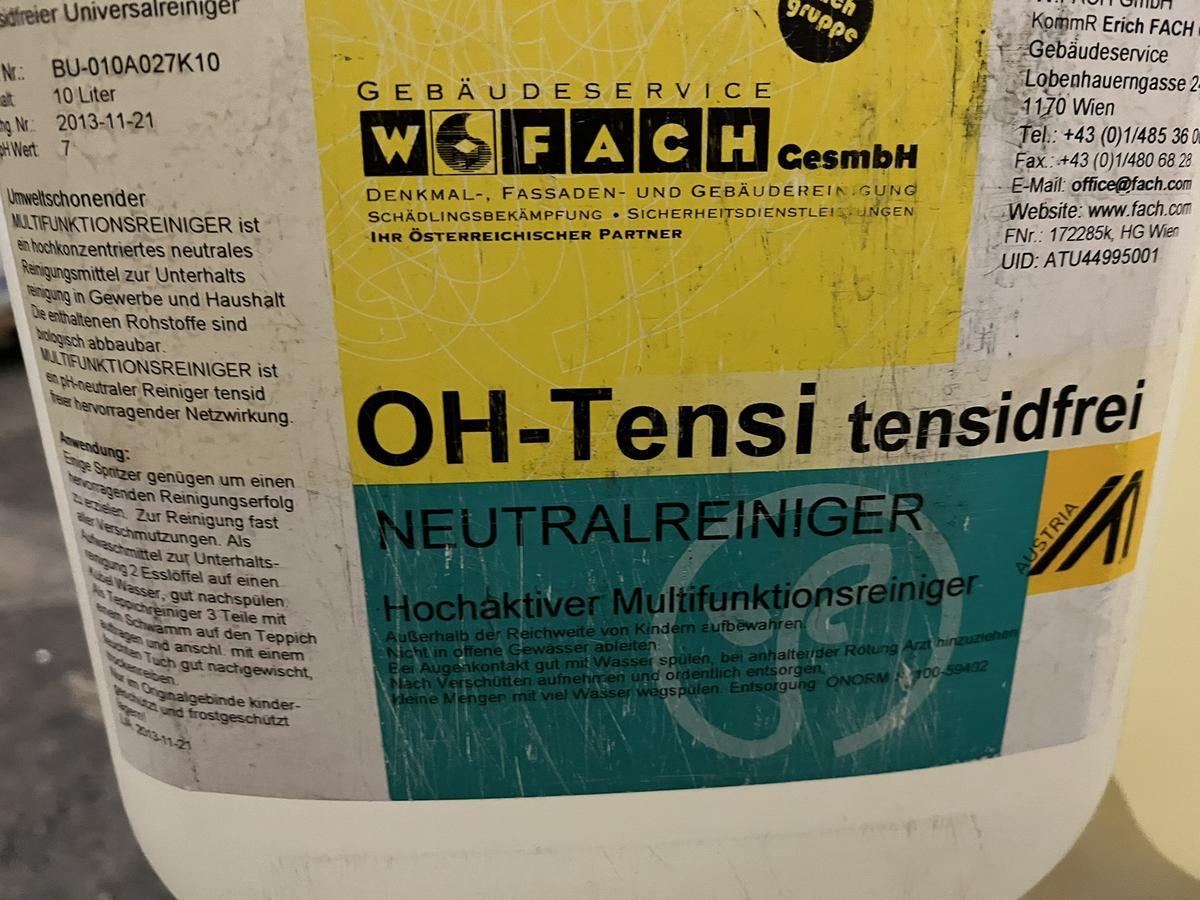 Universalreiniger
Nr.: BU-010A027K10
10 Liter
Nr.: 2013-11-21
pH Wert: 7
Umweltschonender
MULTIFUNKTIONSREINIGER ist
ein hochkonzentriertes neutrales
Reinigungsmittel zur Unterhalts
reinigung in Gewerbe und Haushalt
Die enthaltenen Rohstoffe sind
biologisch abbaubar.
MULTIFUNKTIONSREINIGER ist
ein pH-neutraler Reiniger tensid
freier hervorragender Netzwirkung.
Anwendung:
Einige Spritzer genügen um einen
hervorragenden Reinigungserfolg
zu erzielen. Zur Reinigung fast
aller Verschmutzungen. Als
Aufwaschmittel zur Unterhalts-
reinigung 2 Esslöffel auf einen
Kübel Wasser, gut nachspülen.
Als Teppichreiniger 3 Teile mit
einem Schwamm auf den Teppich
auftragen und anschl. mit einem
feuchten Tuch gut nachgewischt,
trockenreiben.
Nur im Originalgebinde kinder-
geschützt und frostgeschützt
lagern!
2013-11-21
gruppe
GEBÄUDESERVICE
W FACH GesmbH
DENKMAL-, FASSADEN- UND GEBÄUDEREINIGUNG
SCHÄDLINGSBEKÄMPFUNG • SICHERHEITSDIENSTLEISTUNGEN
IHR ÖSTERREICHISCHER PARTNER
OH-Tensi tensidfrei
NEUTRALREINIGER
Hochaktiver Multifunktionsreiniger
Außerhalb der Reichweite von Kindern aufbewahren.
Nicht in offene Gewässer ableiten.
Bei Augenkontakt gut mit Wasser spülen, bei anhaltender Rötung Arzt hinzuziehen
Nach Verschütten aufnehmen und ordentlich entsorgen,
kleine Mengen mit viel Wasser wegspülen. Entsorgung ÖNORM 100-59402
AUSTRIA
W. FACH GmbH
KommR Erich FACH
Gebäudeservice
Lobenhauerngasse
1170 Wien
Tel.: +43 (0)1/485 36
Fax.: +43 (0)1/480 68 28
E-Mail: office@fach.com
Website: www.fach.com
FNr.: 172285k, HG Wien
UID: ATU44995001